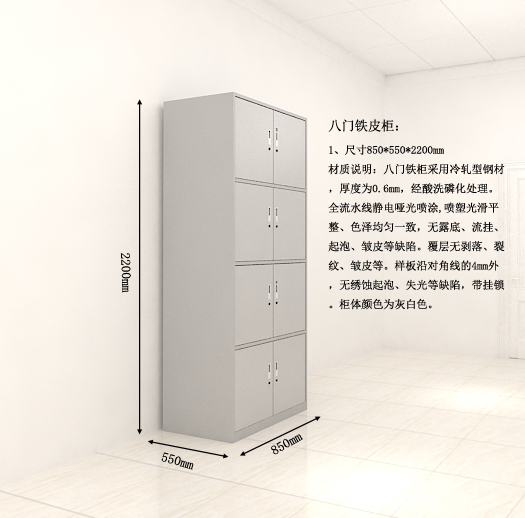 八门铁皮柜：
1、尺寸850*550*2200mm
材质说明：八门铁柜采用冷轧型钢材
，厚度为0.6mm，经酸洗磷化处理。
全流水线静电哑光喷涂,喷塑光滑平
整、色泽均匀一致，无露底、流挂、
起泡、皱皮等缺陷。覆层无剥落、裂
纹、皱皮等。样板沿对角线的4mm外
，无绣蚀起泡、失光等缺陷，带挂锁
。柜体颜色为灰白色。
2200mm
550mm
850mm